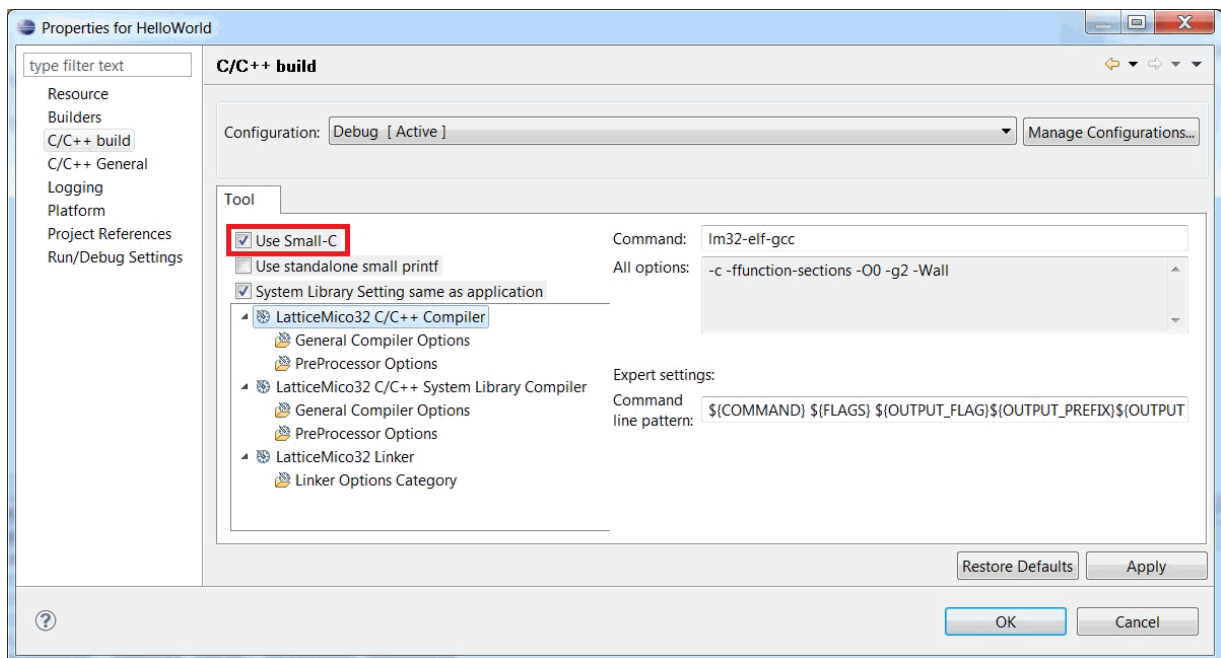 Properties for HelloWorld
type filter text
Resource
Builders
C/C++ build
C/C++ General
Logging
Platform
Project References
Run/Debug Settings
C/C++ build
Configuration: Debug [ Active ] Manage Configurations...
Tool
Use Small-C
Use standalone small printf
System Library Setting same as application
LatticeMico32 C/C++ Compiler
General Compiler Options
PreProcessor Options
LatticeMico32 C/C++ System Library Compiler
General Compiler Options
PreProcessor Options
LatticeMico32 Linker
Linker Options Category
Command: lm32-elf-gcc
All options: -c -ffunction-sections -O0 -g2 -Wall
Expert settings:
Command
line pattern: ${COMMAND} ${FLAGS} ${OUTPUT_FLAG}${OUTPUT_PREFIX}${OUTPUT
Restore Defaults Apply
OK Cancel